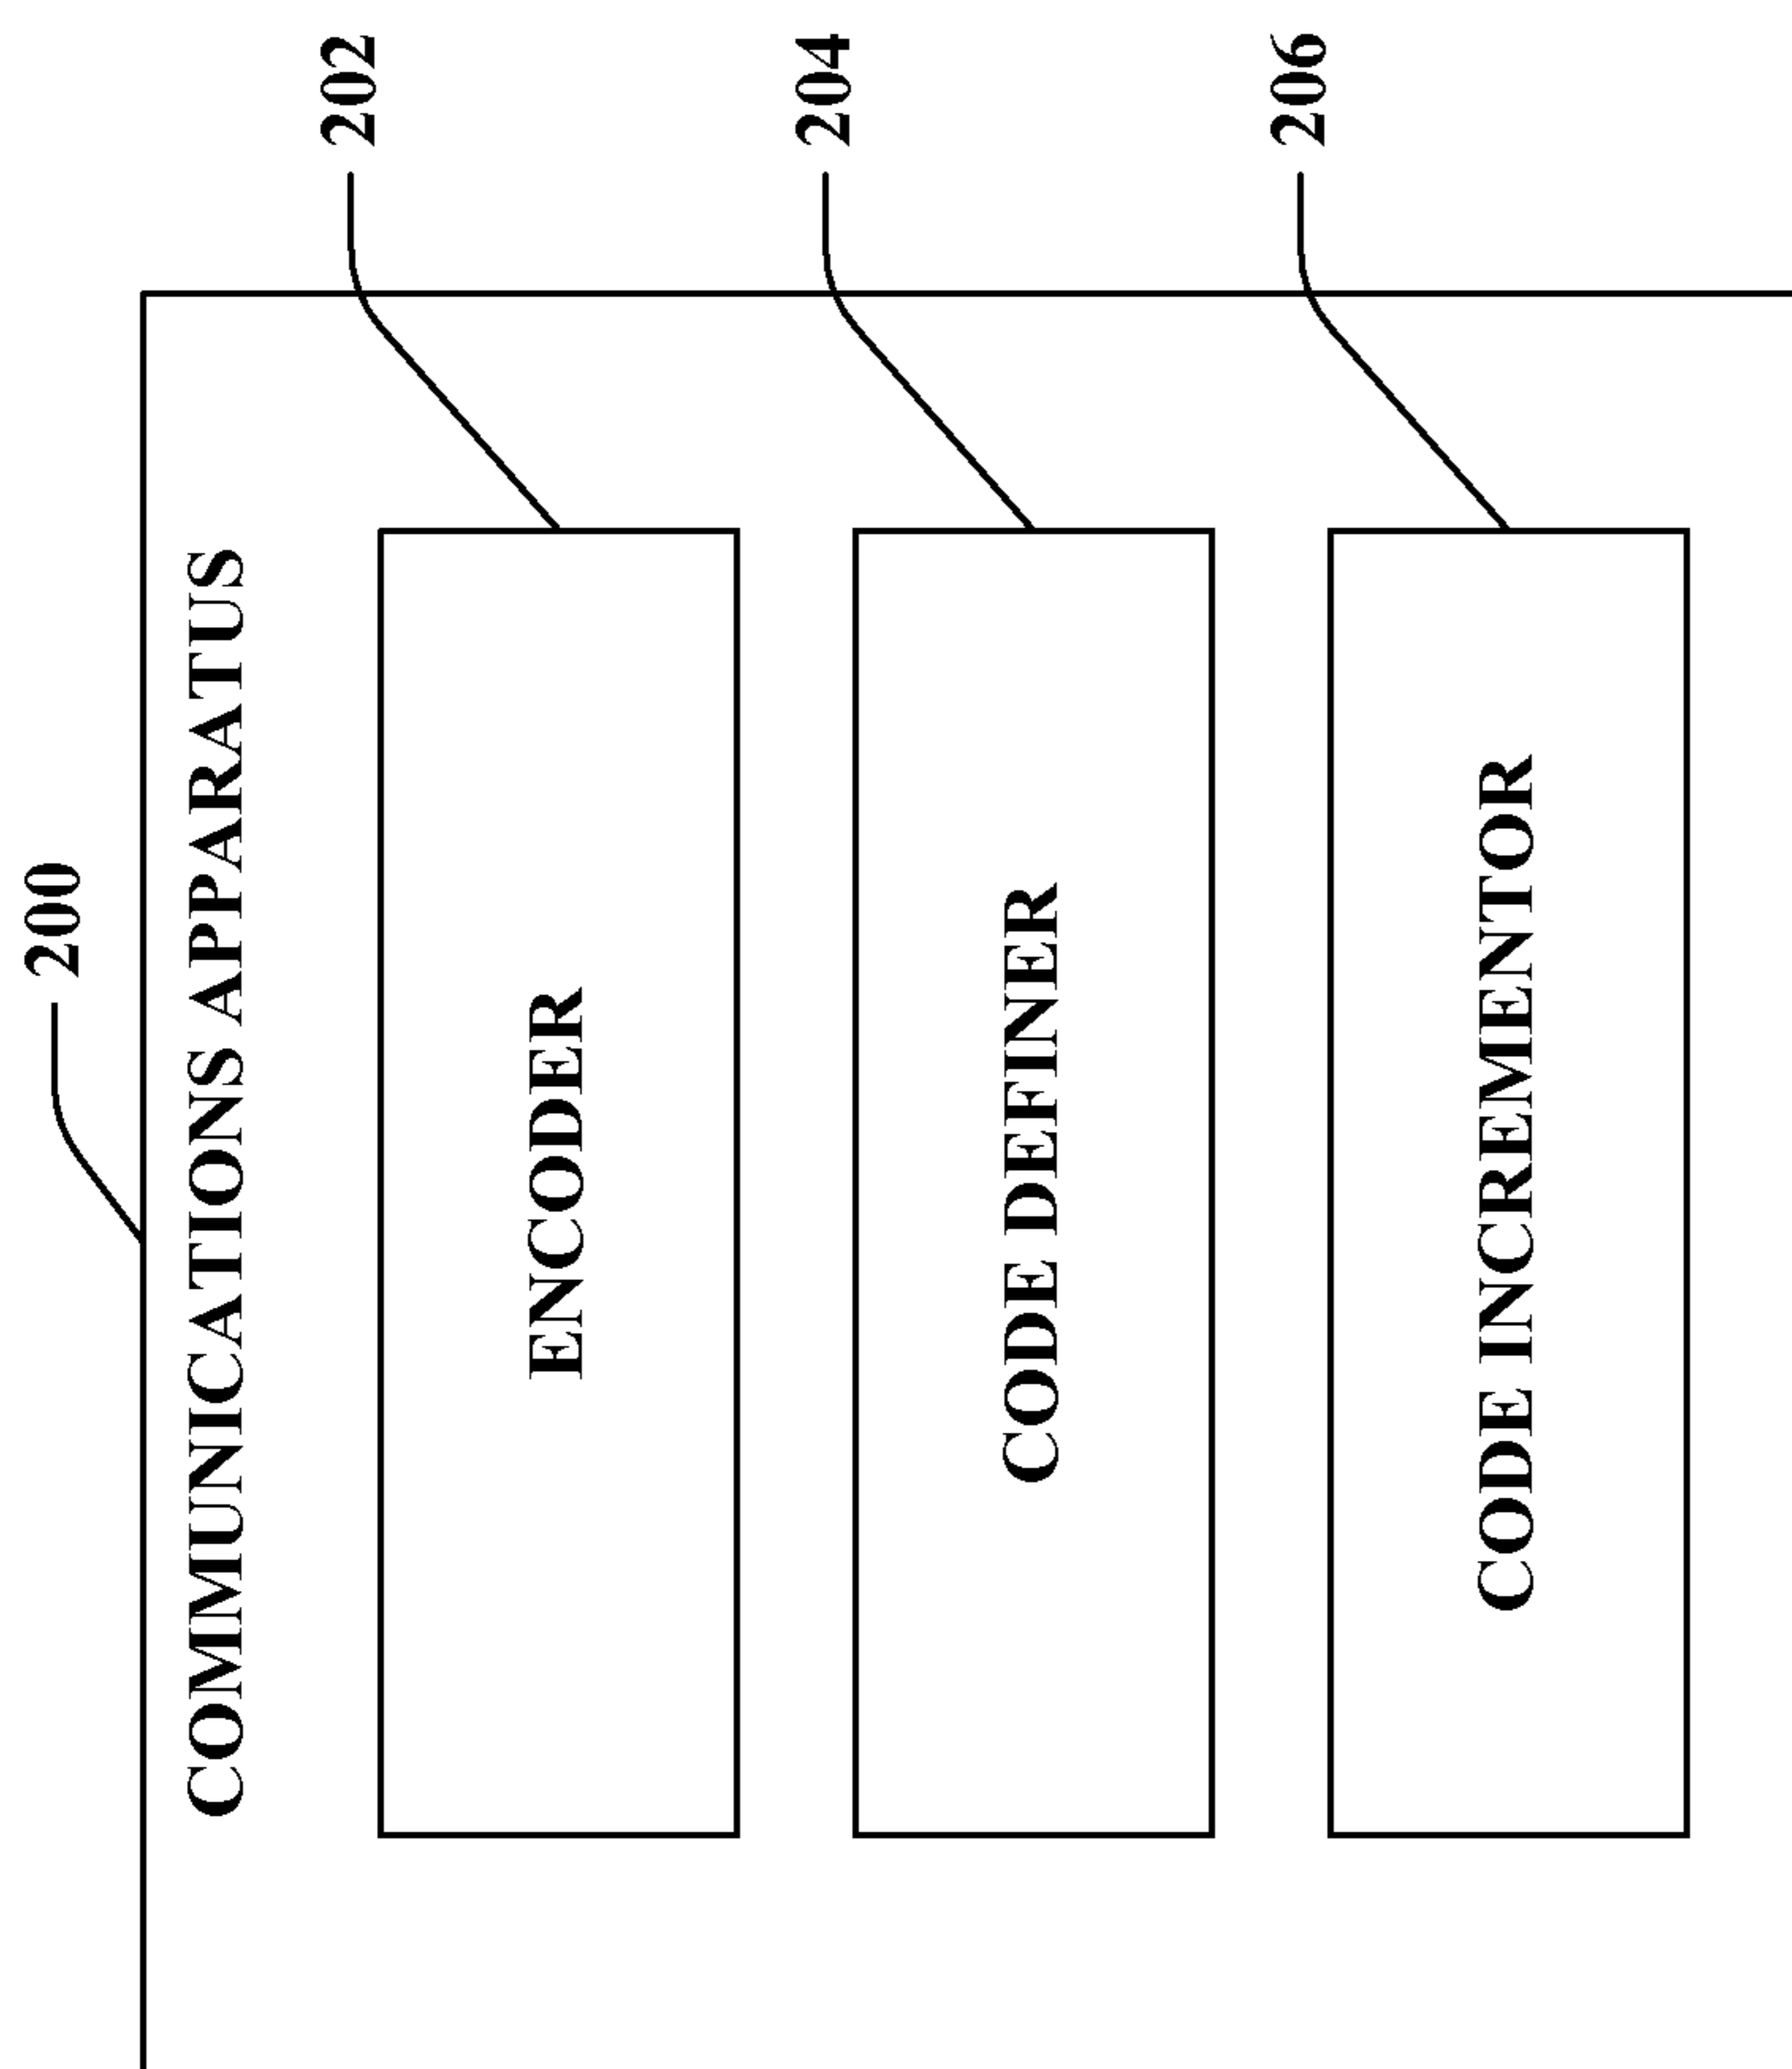 200
COMMUNICATIONS APPARATUS
202
ENCODER
204
CODE DEFINER
206
CODE INCREMENTOR